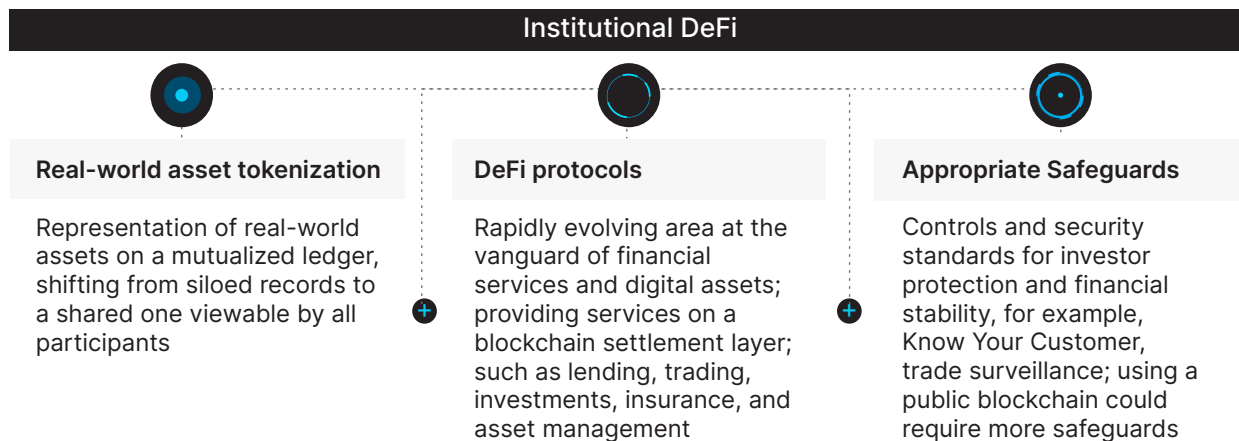 Institutional DeFi
Real-world asset tokenization
Representation of real-world
assets on a mutualized ledger,
shifting from siloed records to
a shared one viewable by all
participants
DeFi protocols
Rapidly evolving area at the
vanguard of financial
services and digital assets;
providing services on a
blockchain settlement layer;
such as lending, trading,
investments, insurance, and
asset management
Appropriate Safeguards
Controls and security
standards for investor
protection and financial
stability, for example,
Know Your Customer,
trade surveillance; using a
public blockchain could
require more safeguards